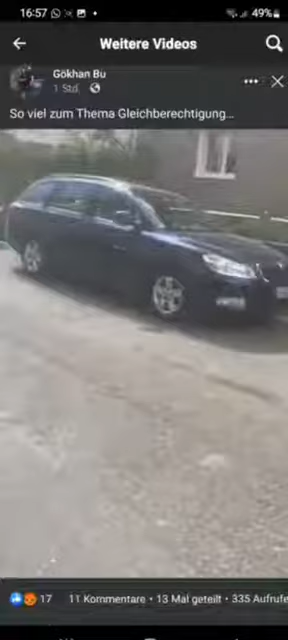 16:57 49%
Weitere Videos
Gökhan Bu
1 Std.
So viel zum Thema Gleichberechtigung...
17 11 Kommentare • 13 Mal geteilt • 335 Aufrufe